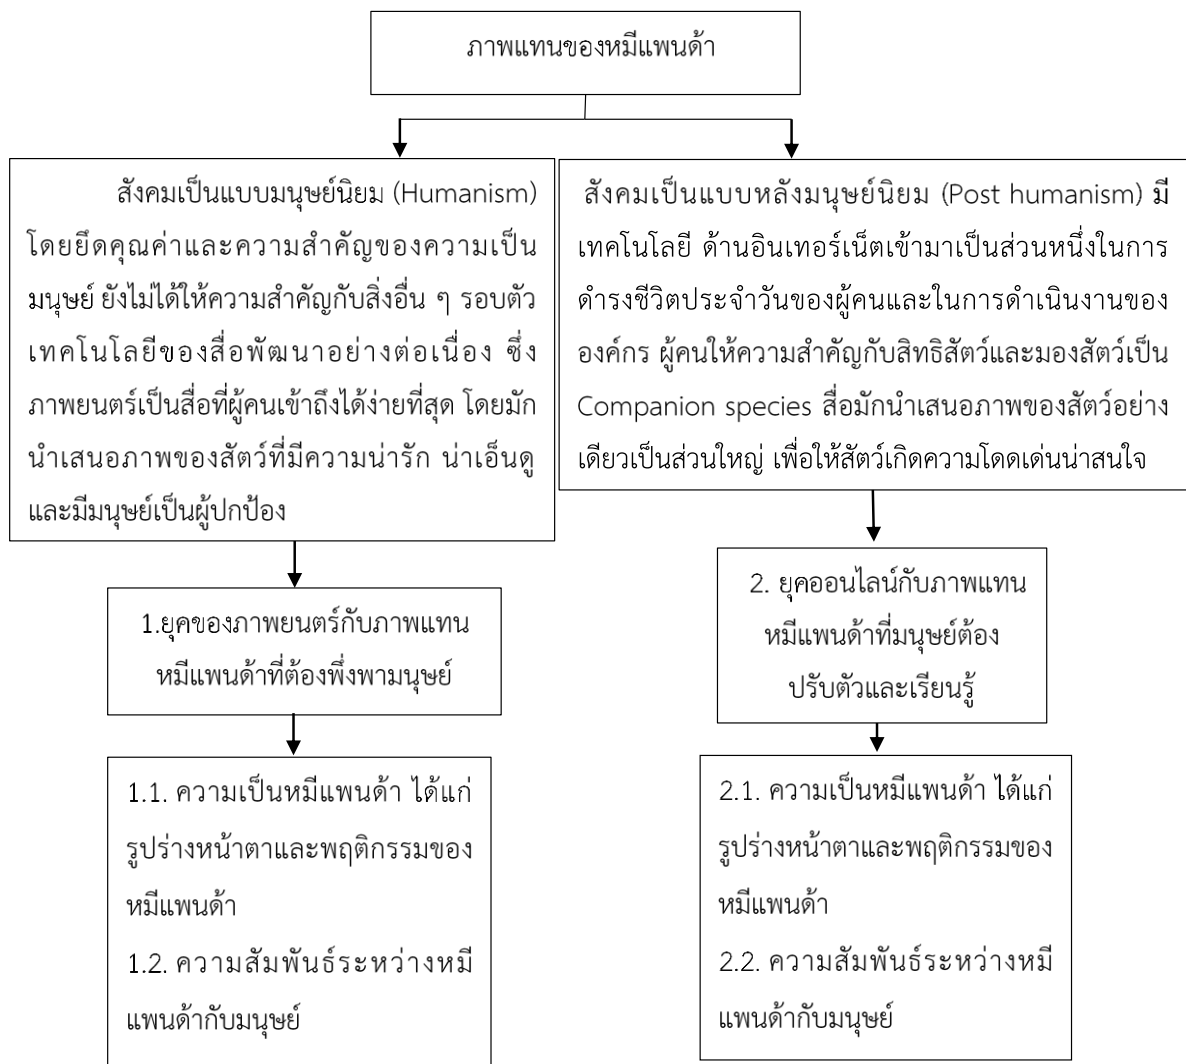 ภาพแทนของหมีแพนด้า
สังคมเป็นแบบมนุษย์นิยม (Humanism)
โดยยึดคุณค่าและความสำคัญของความเป็น
มนุษย์ ยังไม่ได้ให้ความสำคัญกับสิ่งอื่น ๆ รอบตัว
เทคโนโลยีของสื่อพัฒนาอย่างต่อเนื่อง ซึ่ง
ภาพยนตร์เป็นสื่อที่ผู้คนเข้าถึงได้ง่ายที่สุด โดยมัก
นำเสนอภาพของสัตว์ที่มีความน่ารัก น่าเอ็นดู
และมีมนุษย์เป็นผู้ปกป้อง
สังคมเป็นแบบหลังมนุษย์นิยม (Post humanism) มี
เทคโนโลยี ด้านอินเทอร์เน็ตเข้ามาเป็นส่วนหนึ่งในการ
ดำรงชีวิตประจำวันของผู้คนและในการดำเนินงานของ
องค์กร ผู้คนให้ความสำคัญกับสิทธิสัตว์และมองสัตว์เป็น
Companion species สื่อมักนำเสนอภาพของสัตว์อย่าง
เดียวเป็นส่วนใหญ่ เพื่อให้สัตว์เกิดความโดดเด่นน่าสนใจ
1.ยุคของภาพยนตร์กับภาพแทน
หมีแพนด้าที่ต้องพึ่งพามนุษย์
2. ยุคออนไลน์กับภาพแทน
หมีแพนด้าที่มนุษย์ต้อง
ปรับตัวและเรียนรู้
1.1. ความเป็นหมีแพนด้า ได้แก่
รูปร่างหน้าตาและพฤติกรรมของ
หมีแพนด้า
1.2. ความสัมพันธ์ระหว่างหมี
แพนด้ากับมนุษย์
2.1. ความเป็นหมีแพนด้า ได้แก่
รูปร่างหน้าตาและพฤติกรรมของ
หมีแพนด้า
2.2. ความสัมพันธ์ระหว่างหมี
แพนด้ากับมนุษย์